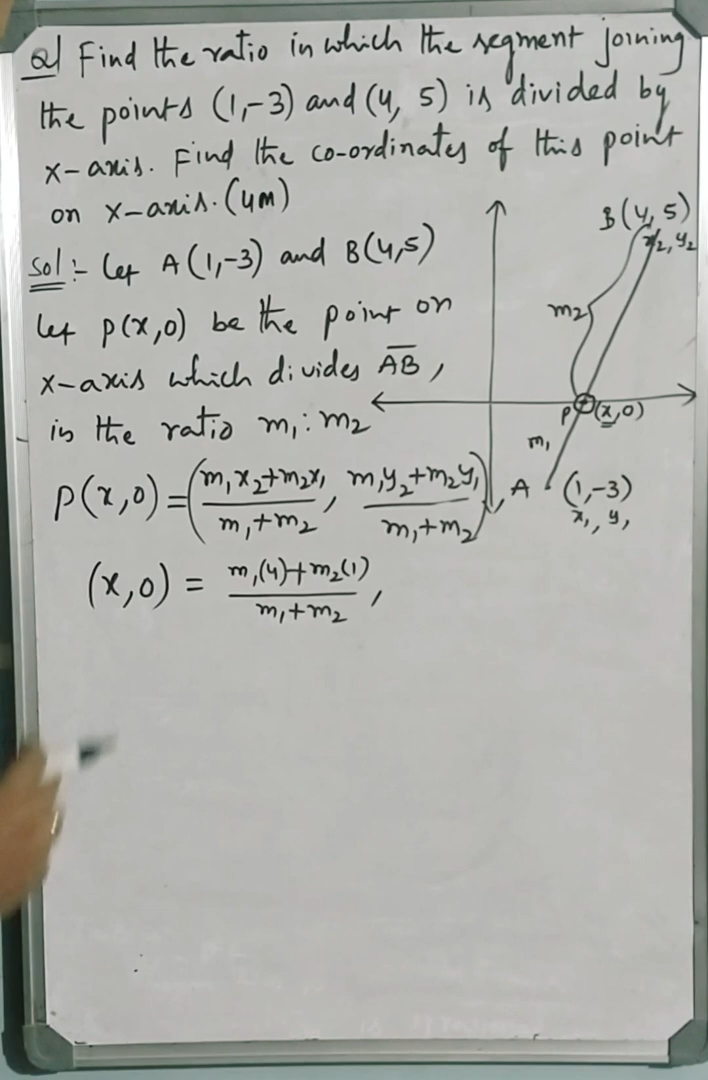 Q) Find the ratio in which the segment joining
the points (1,-3) and (4, 5) is divided by
x-axis. Find the co-ordinates of this point
on x-axis. (4M)
Sol:- Let A(1,-3) and B(4,5)
Let P(x,0) be the point on
x-axis which divides A̅B̅,
in the ratio m₁:m₂
P(x,0) = (m₁x₂+m₂x₁/m₁+m₂, m₁y₂+m₂y₁/m₁+m₂),
(x,0) = m₁(4)+m₂(1)/m₁+m₂,
B(4,5)
x₂,y₂
m₂
P(x,0)
m₁
A (1,-3)
x₁, y₁